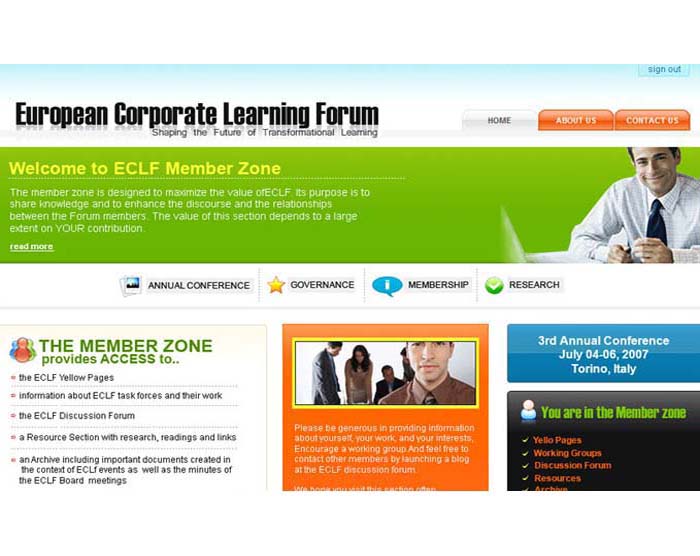 sign out
European Corporate Learning Forum
Shaping the Future of Transformational Learning
HOME
ABOUT US
CONTACT US
Welcome to ECLF Member Zone
The member zone is designed to maximize the value ofECLF. Its purpose is to
share knowledge and to enhance the discourse and the relationships
between the Forum members. The value of this section depends to a large
extent on YOUR contribution.
read more
ANNUAL CONFERENCE
GOVERNANCE
MEMBERSHIP
RESEARCH
THE MEMBER ZONE
provides ACCESS to..
the ECLF Yellow Pages
information about ECLF task forces and their work
the ECLF Discussion Forum
a Resource Section with research, readings and links
an Archive including important documents created in
the context of ECLf events as well as the minutes of
the ECLF Board meetings
Please be generous in providing information
about yourself, your work, and your interests,
Encourage a working group.And feel free to
contact other members by launching a blog
at the ECLF discussion forum.
We hope you visit this section often
3rd Annual Conference
July 04-06, 2007
Torino, Italy
You are in the Member zone
Yello Pages
Working Groups
Discussion Forum
Resources
Archive